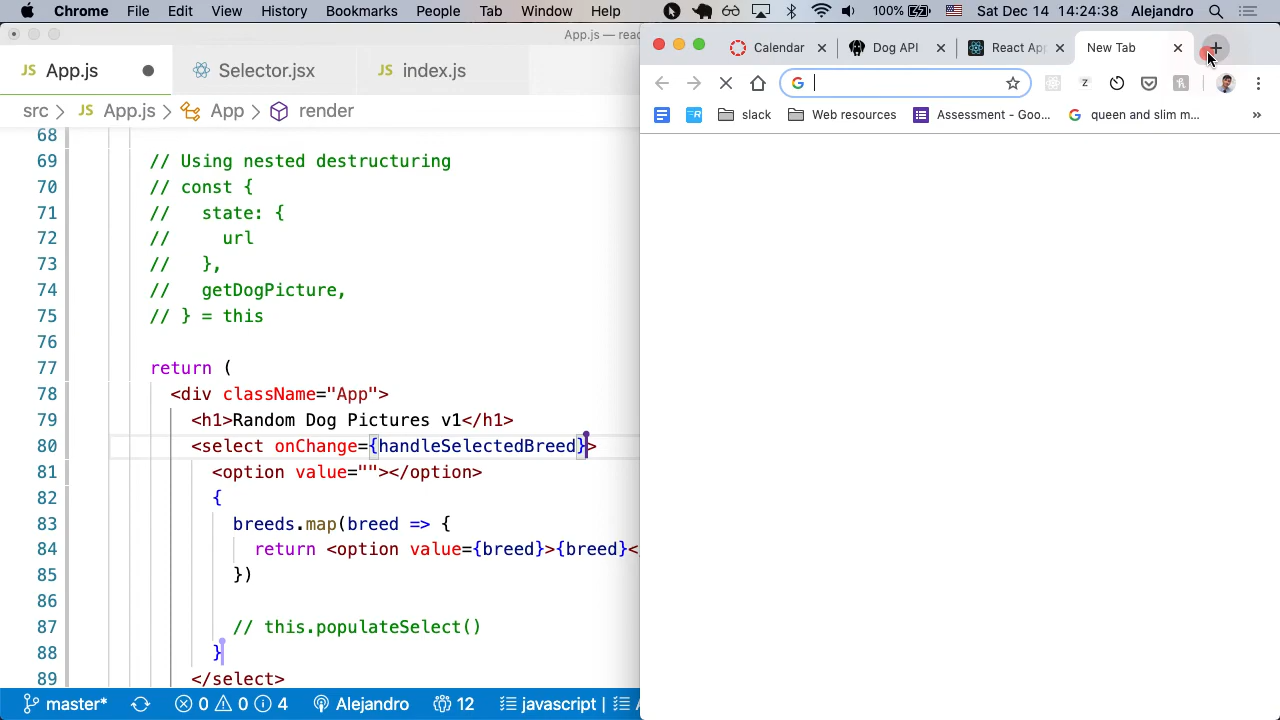 Chrome File Edit View History Bookmarks People Tab Window Help 100% Sat Dec 14 14:24:38 Alejandro
App.js — reac
JS App.js Selector.jsx JS index.js
src > JS App.js > App > render
68
69 // Using nested destructuring
70 // const {
71 // state: {
72 // url
73 // },
74 // getDogPicture,
75 // } = this
76
77 return (
78 <div className="App">
79 <h1>Random Dog Pictures v1</h1>
80 <select onChange={handleSelectedBreed}>
81 <option value=""></option>
82 {
83 breeds.map(breed => {
84 return <option value={breed}>{breed}<
85 })
86
87 // this.populateSelect()
88 }
89 </select>
master* 0 0 4 Alejandro 12 javascript |
Calendar Dog API React App New Tab
slack Web resources Assessment - Goo... queen and slim m... »